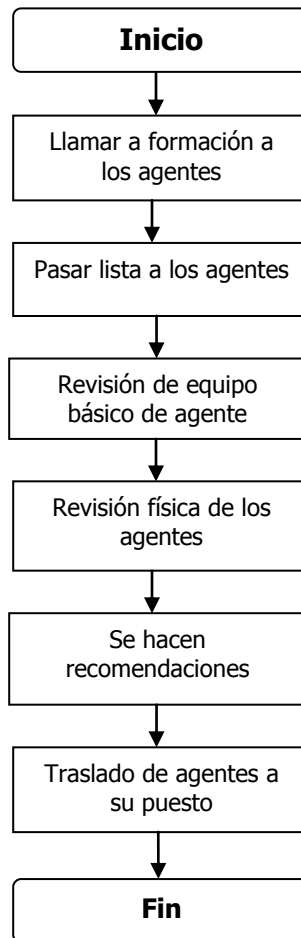 Inicio
Llamar a formación a
los agentes
Pasar lista a los agentes
Revisión de equipo
básico de agente
Revisión física de los
agentes
Se hacen
recomendaciones
Traslado de agentes a
su puesto
Fin